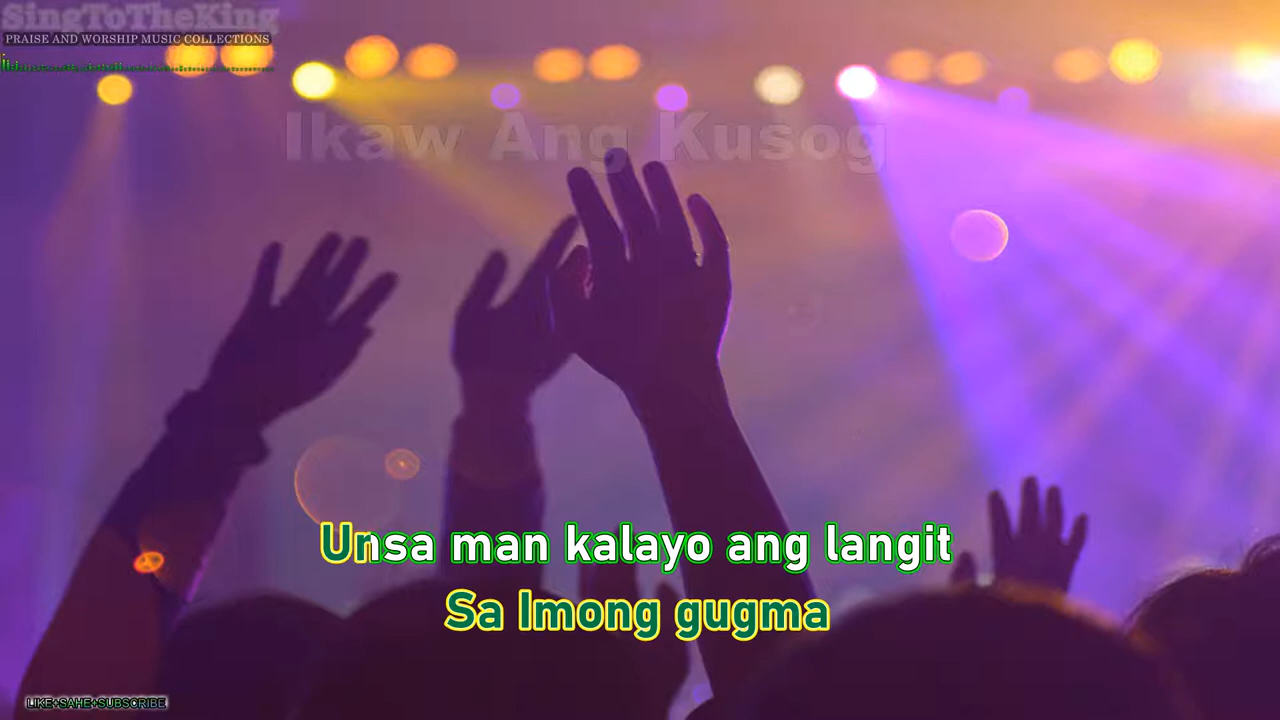 SingToTheKing
PRAISE AND WORSHIP MUSIC COLLECTIONS
Ikaw Ang Kusog
Unsa man kalayo ang langit
Sa Imong gugma
LIKE+SAHE+SUBSCRIBE